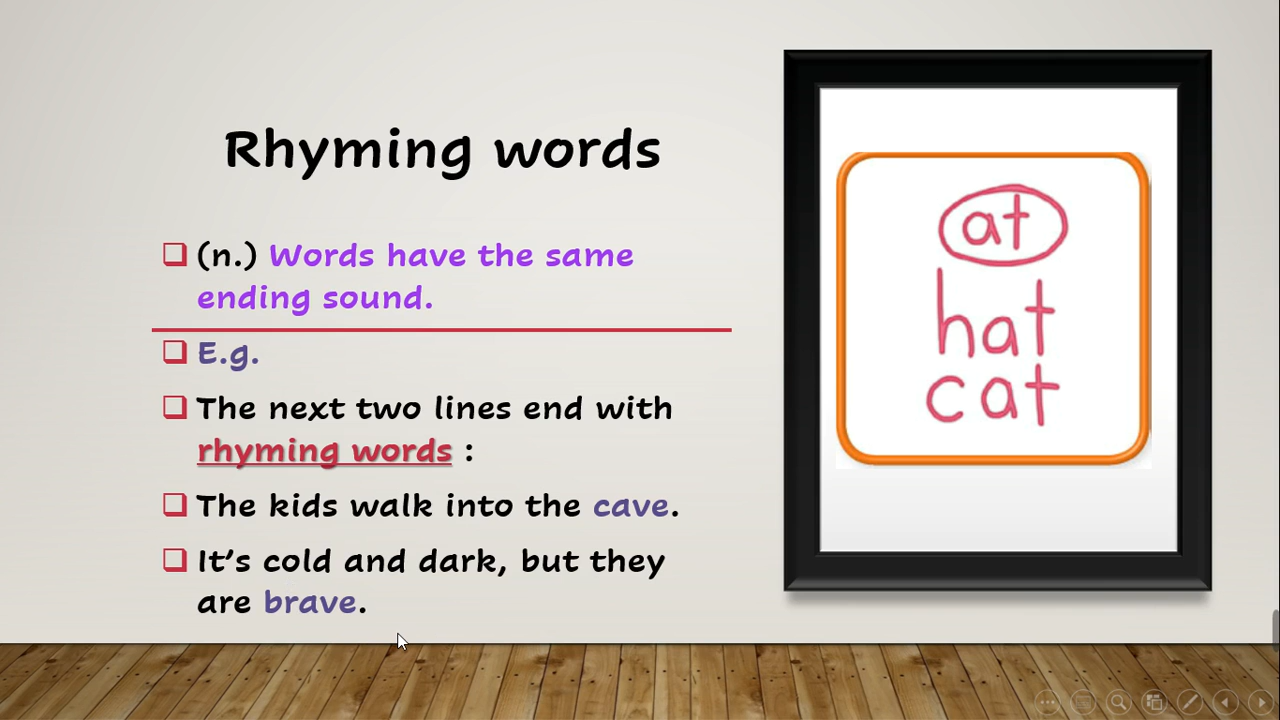 Rhyming words
(n.) Words have the same
ending sound.
E.g.
The next two lines end with
rhyming words :
The kids walk into the cave.
It’s cold and dark, but they
are brave.
at
hat
cat